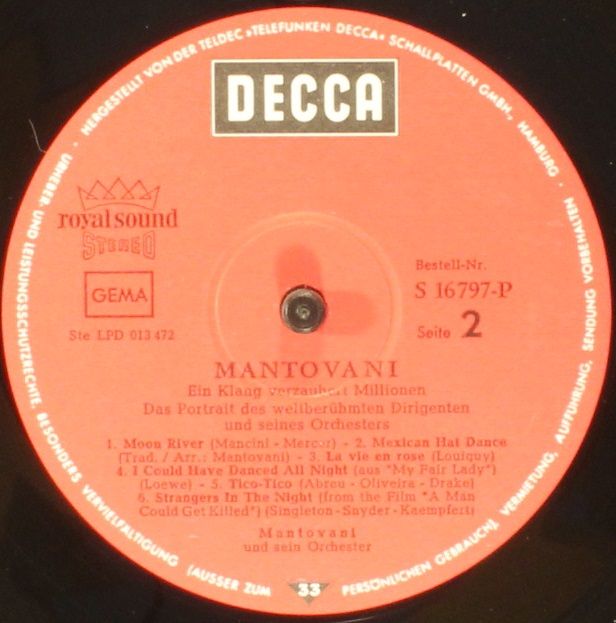 · HERGESTELLT VON DER TELDEC »TELEFUNKEN DECCA« SCHALLPLATTEN GMBH., HAMBURG · SENDUNG VORBEHALTEN
DECCA
royal sound
STEREO
GEMA
Ste LPD 013 472
Bestell-Nr.
S 16797-P
Seite 2
MANTOVANI
Ein Klang verzaubert Millionen
Das Portrait des weltberühmten Dirigenten
und seines Orchesters
1. Moon River (Mancini - Mercer) - 2. Mexican Hat Dance
(Trad. / Arr.: Mantovani) - 3. La vie en rose (Louiguy)
4. I Could Have Danced All Night (aus "My Fair Lady")
(Loewe) - 5. Tico-Tico (Abreu - Oliveira - Drake)
6. Strangers In The Night (from the Film "A Man
Could Get Killed") (Singleton - Snyder - Kaempfert)
Mantovani
und sein Orchester
URHEBER- UND LEISTUNGSSCHUTZRECHTE, BESONDERS VERVIELFÄLTIGUNG (AUSSER ZUM
33
PERSÖNLICHEN GEBRAUCH), VERMIETUNG, AUFFÜHRUNG,